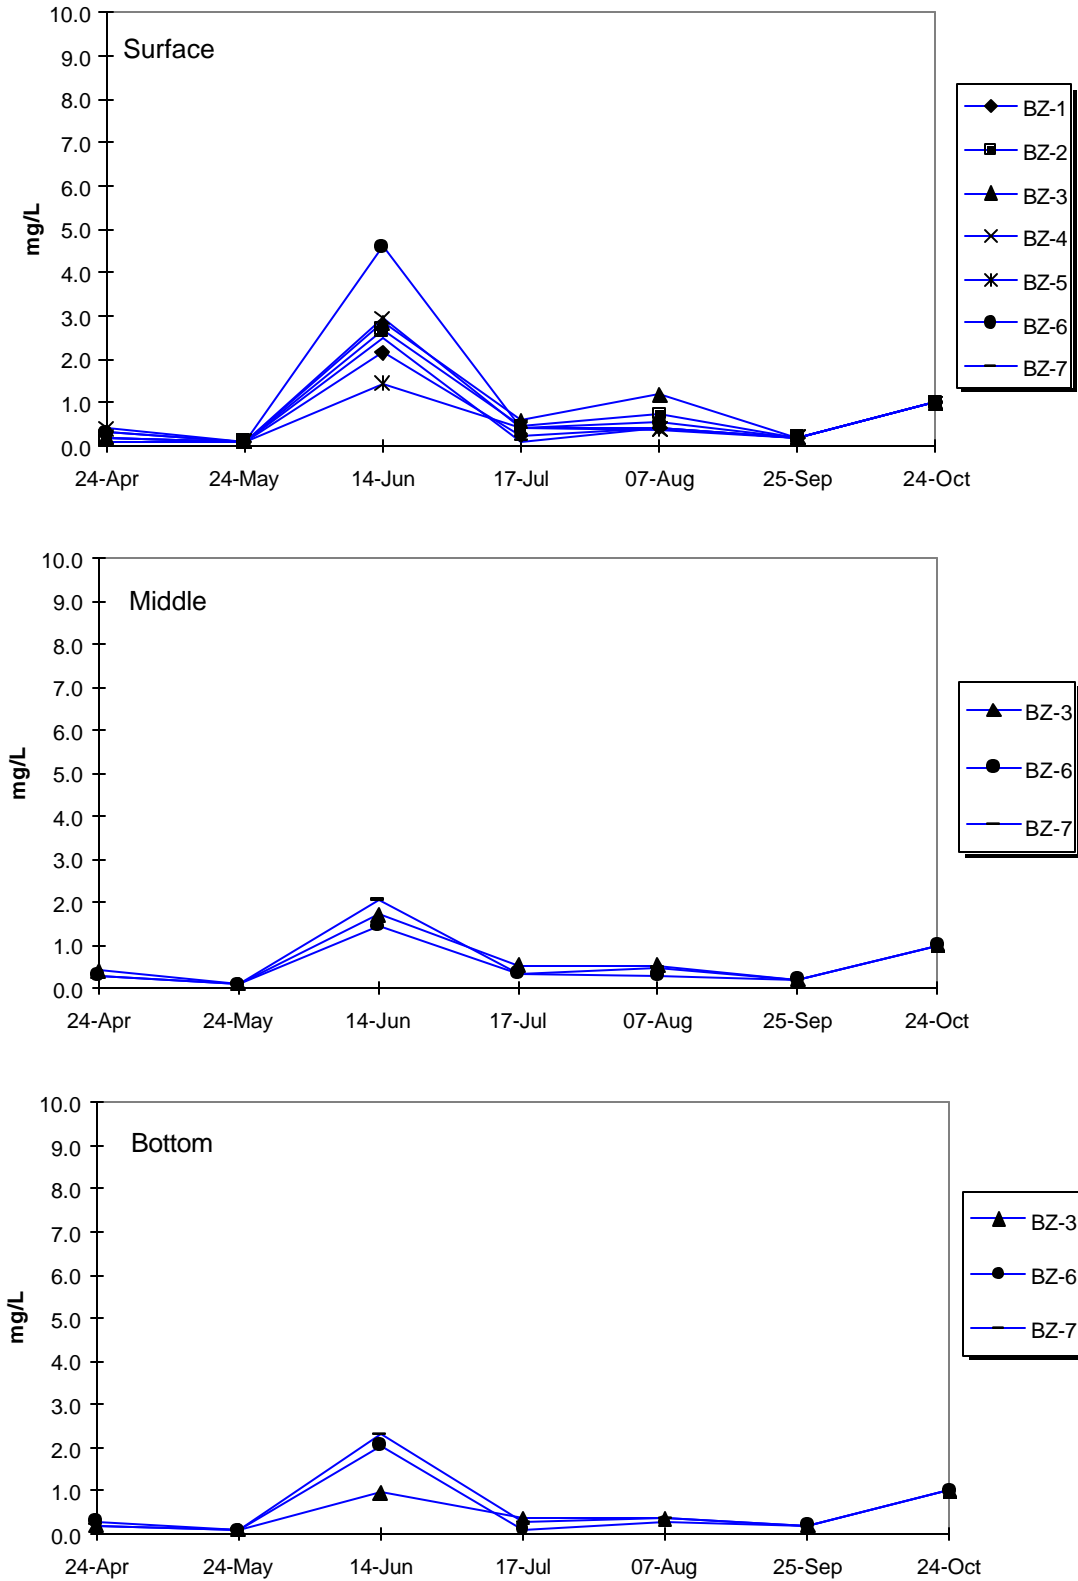 10.0
9.0
8.0
7.0
6.0
5.0
4.0
3.0
2.0
1.0
0.0
mg/L
Surface
24-Apr 24-May 14-Jun 17-Jul 07-Aug 25-Sep 24-Oct
BZ-1
BZ-2
BZ-3
BZ-4
BZ-5
BZ-6
BZ-7
10.0
9.0
8.0
7.0
6.0
5.0
4.0
3.0
2.0
1.0
0.0
mg/L
Middle
24-Apr 24-May 14-Jun 17-Jul 07-Aug 25-Sep 24-Oct
BZ-3
BZ-6
BZ-7
10.0
9.0
8.0
7.0
6.0
5.0
4.0
3.0
2.0
1.0
0.0
mg/L
Bottom
24-Apr 24-May 14-Jun 17-Jul 07-Aug 25-Sep 24-Oct
BZ-3
BZ-6
BZ-7